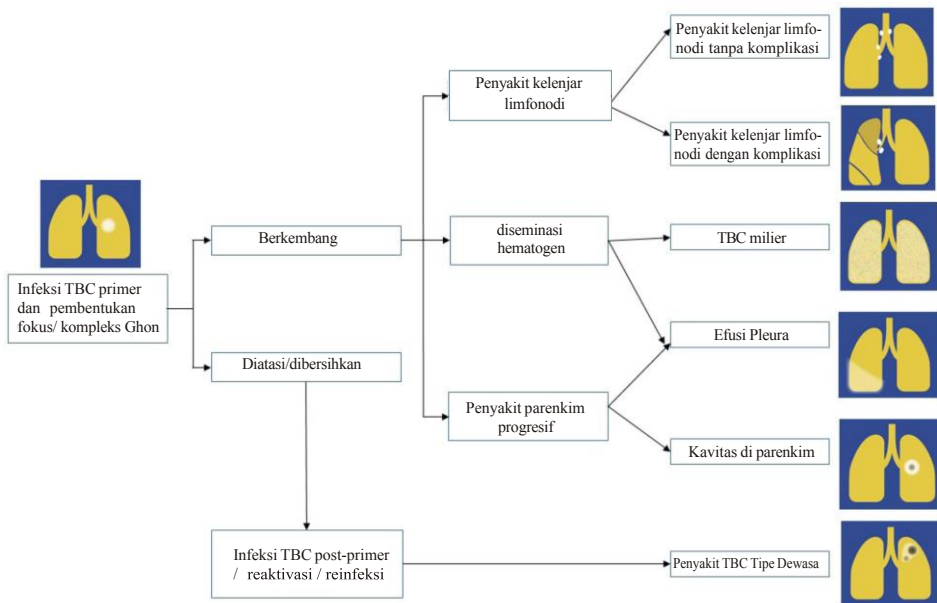 Infeksi TBC primer
dan pembentukan
fokus/ kompleks Ghon
Berkembang
Diatasi/dibersihkan
Infeksi TBC post-primer
/ reaktivasi / reinfeksi
Penyakit kelenjar
limfonodi
diseminasi
hematogen
Penyakit parenkim
progresif
Penyakit kelenjar limfo-
nodi tanpa komplikasi
Penyakit kelenjar limfo-
nodi dengan komplikasi
TBC milier
Efusi Pleura
Kavitas di parenkim
Penyakit TBC Tipe Dewasa